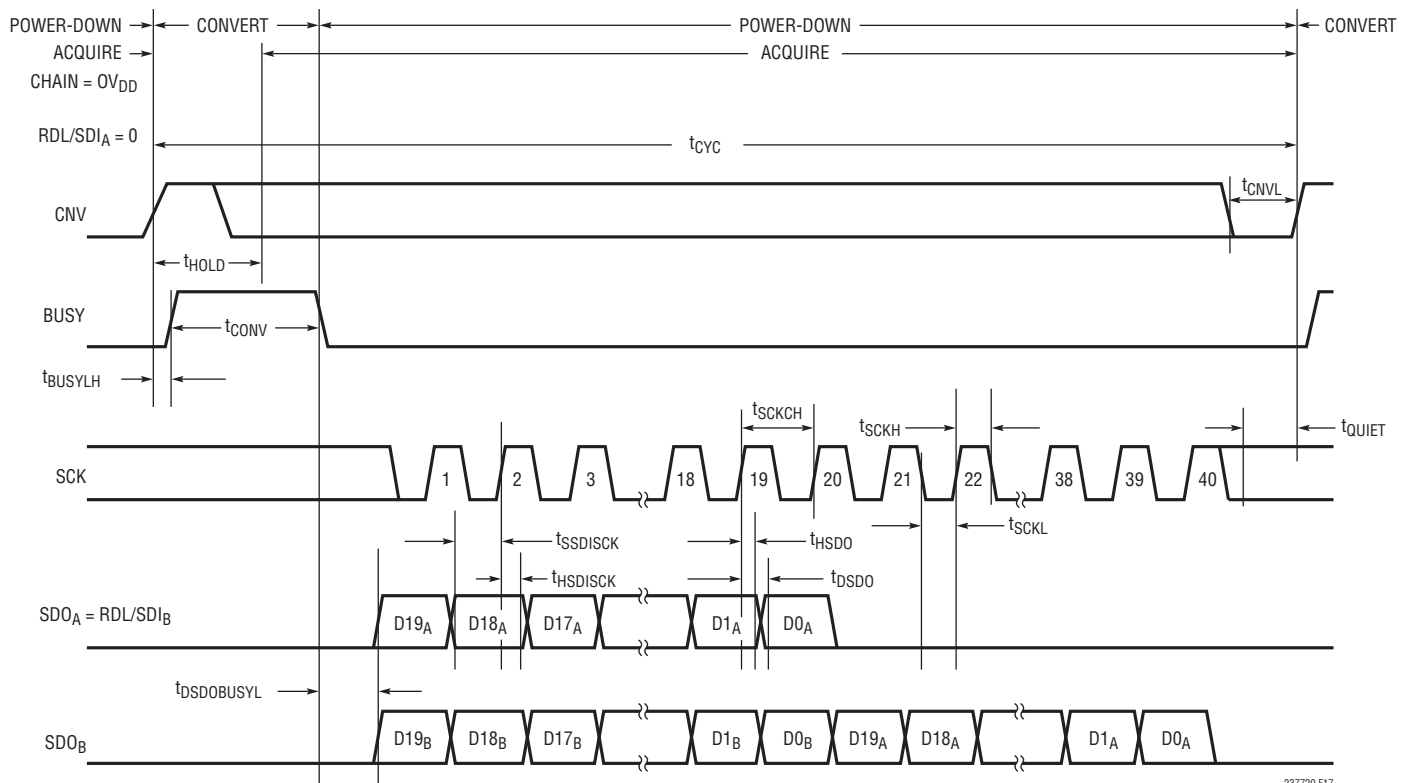 POWER-DOWN CONVERT POWER-DOWN CONVERT
ACQUIRE ACQUIRE
CHAIN = OVDD
RDL/SDIA = 0
tCYC
CNV
tCNVL
tHOLD
BUSY
tCONV
tBUSYLH
tSCKCH
tSCKH
tQUIET
SCK
1 2 3 18 19 20 21 22 38 39 40
tSSDISCK
tHSDO
tSCKL
tHSDISCK
tDSDO
SDOA = RDL/SDIB
D19A D18A D17A D1A D0A
tDSDOBUSYL
SDOB
D19B D18B D17B D1B D0B D19A D18A D1A D0A
237720 F17